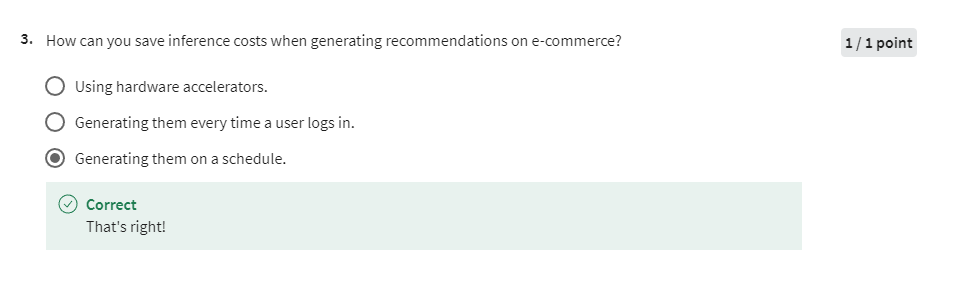 3. How can you save inference costs when generating recommendations on e-commerce?
1 / 1 point
Using hardware accelerators.
Generating them every time a user logs in.
Generating them on a schedule.
Correct
That's right!